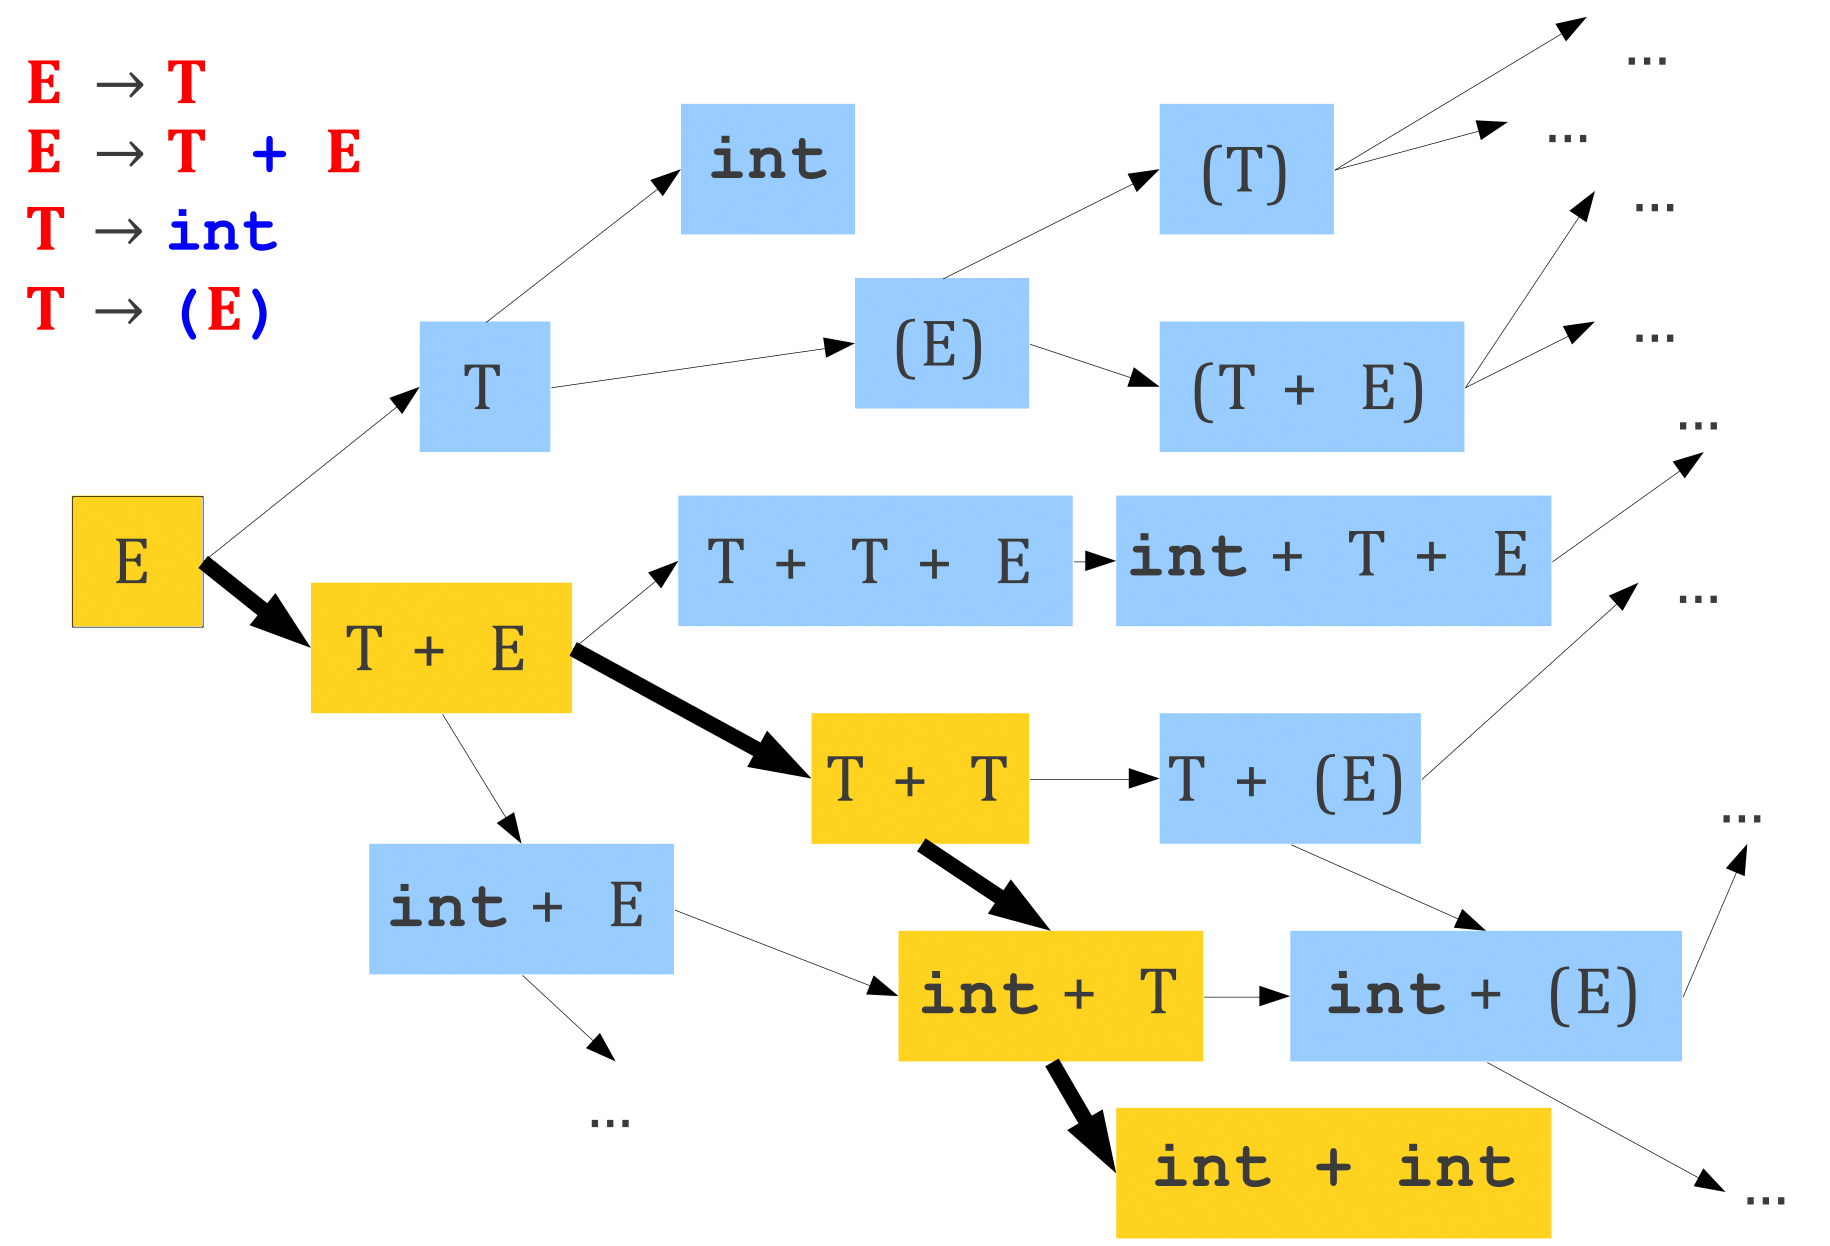 E → T
E → T + E
T → int
T → (E)
...
int
(T)
...
...
(E)
T
(T + E)
...
...
E
T + T + E
int + T + E
...
T + E
T + T
T + (E)
...
int + E
int + T
int + (E)
...
int + int
...